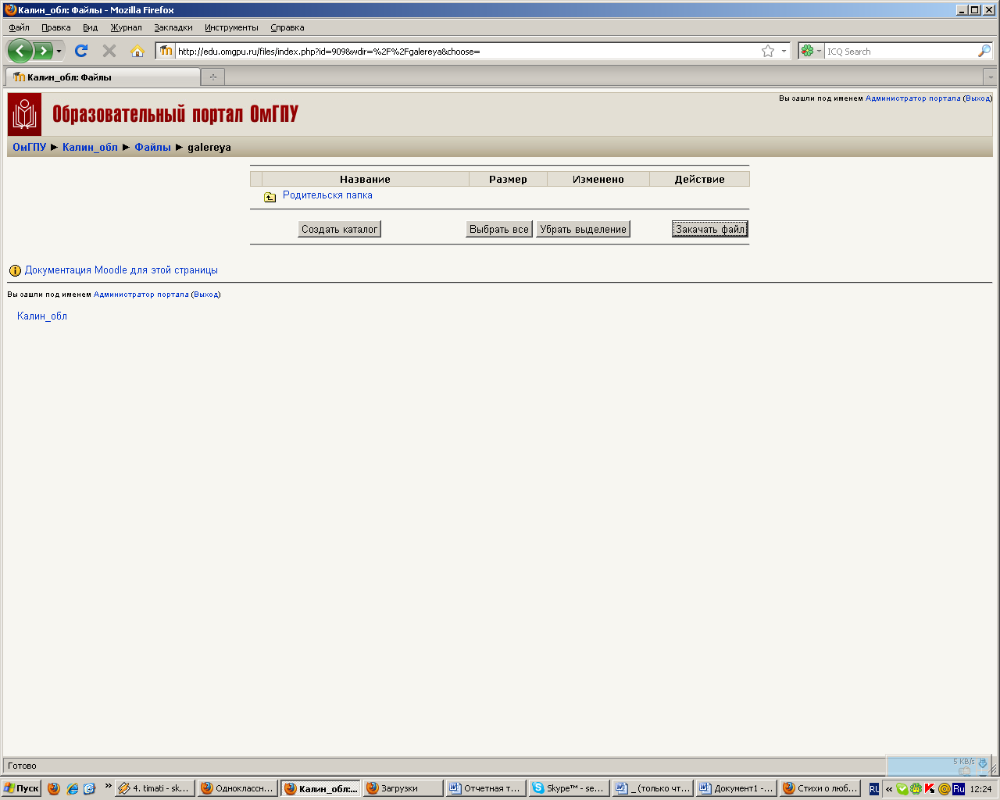 Калин_обл: Файлы - Mozilla Firefox
Файл Правка Вид Журнал Закладки Инструменты Справка
http://edu.omgpu.ru/files/index.php?id=909&wdir=%2F%2Fgalereya&choose=
ICQ Search
Калин_обл: Файлы
Вы зашли под именем Администратор портала (Выход)
Образовательный портал ОмГПУ
ОмГПУ ► Калин_обл ► Файлы ► galereya
Название Размер Изменено Действие
Родительскя папка
Создать каталог Выбрать все Убрать выделение Закачать файл
Документация Moodle для этой страницы
Вы зашли под именем Администратор портала (Выход)
Калин_обл
Готово
5 KB/s
Пуск » 4. timati - sk... Одноклассн... Калин_обл:... Загрузки Отчетная т... Skype™ - se... _ (только чт... Документ1 -... Стихи о люб... RU « Ru 12:24